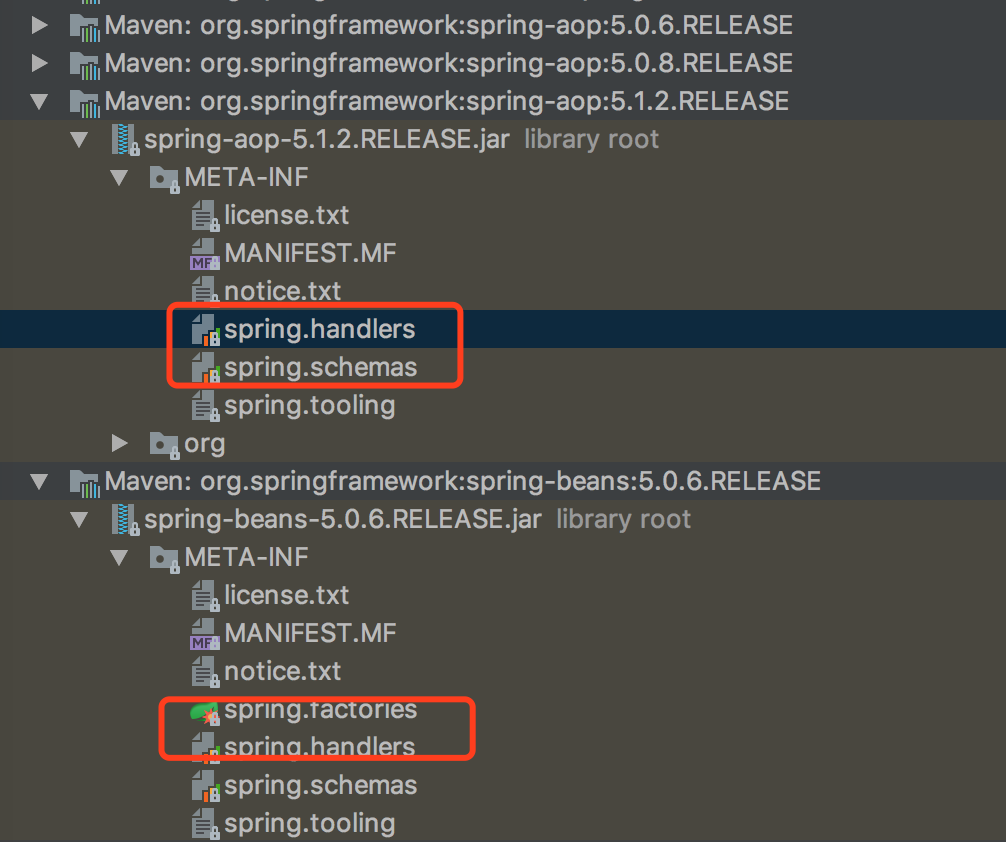 Maven: org.springframework:spring-aop:5.0.6.RELEASE
Maven: org.springframework:spring-aop:5.0.8.RELEASE
Maven: org.springframework:spring-aop:5.1.2.RELEASE
spring-aop-5.1.2.RELEASE.jar library root
META-INF
license.txt
MF MANIFEST.MF
notice.txt
spring.handlers
spring.schemas
spring.tooling
org
Maven: org.springframework:spring-beans:5.0.6.RELEASE
spring-beans-5.0.6.RELEASE.jar library root
META-INF
license.txt
MF MANIFEST.MF
notice.txt
spring.factories
spring.handlers
spring.schemas
spring.tooling